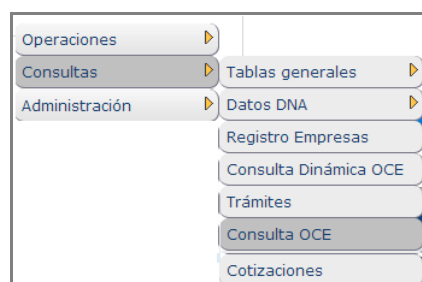 Operaciones
Consultas
Administración
Tablas generales
Datos DNA
Registro Empresas
Consulta Dinámica OCE
Trámites
Consulta OCE
Cotizaciones